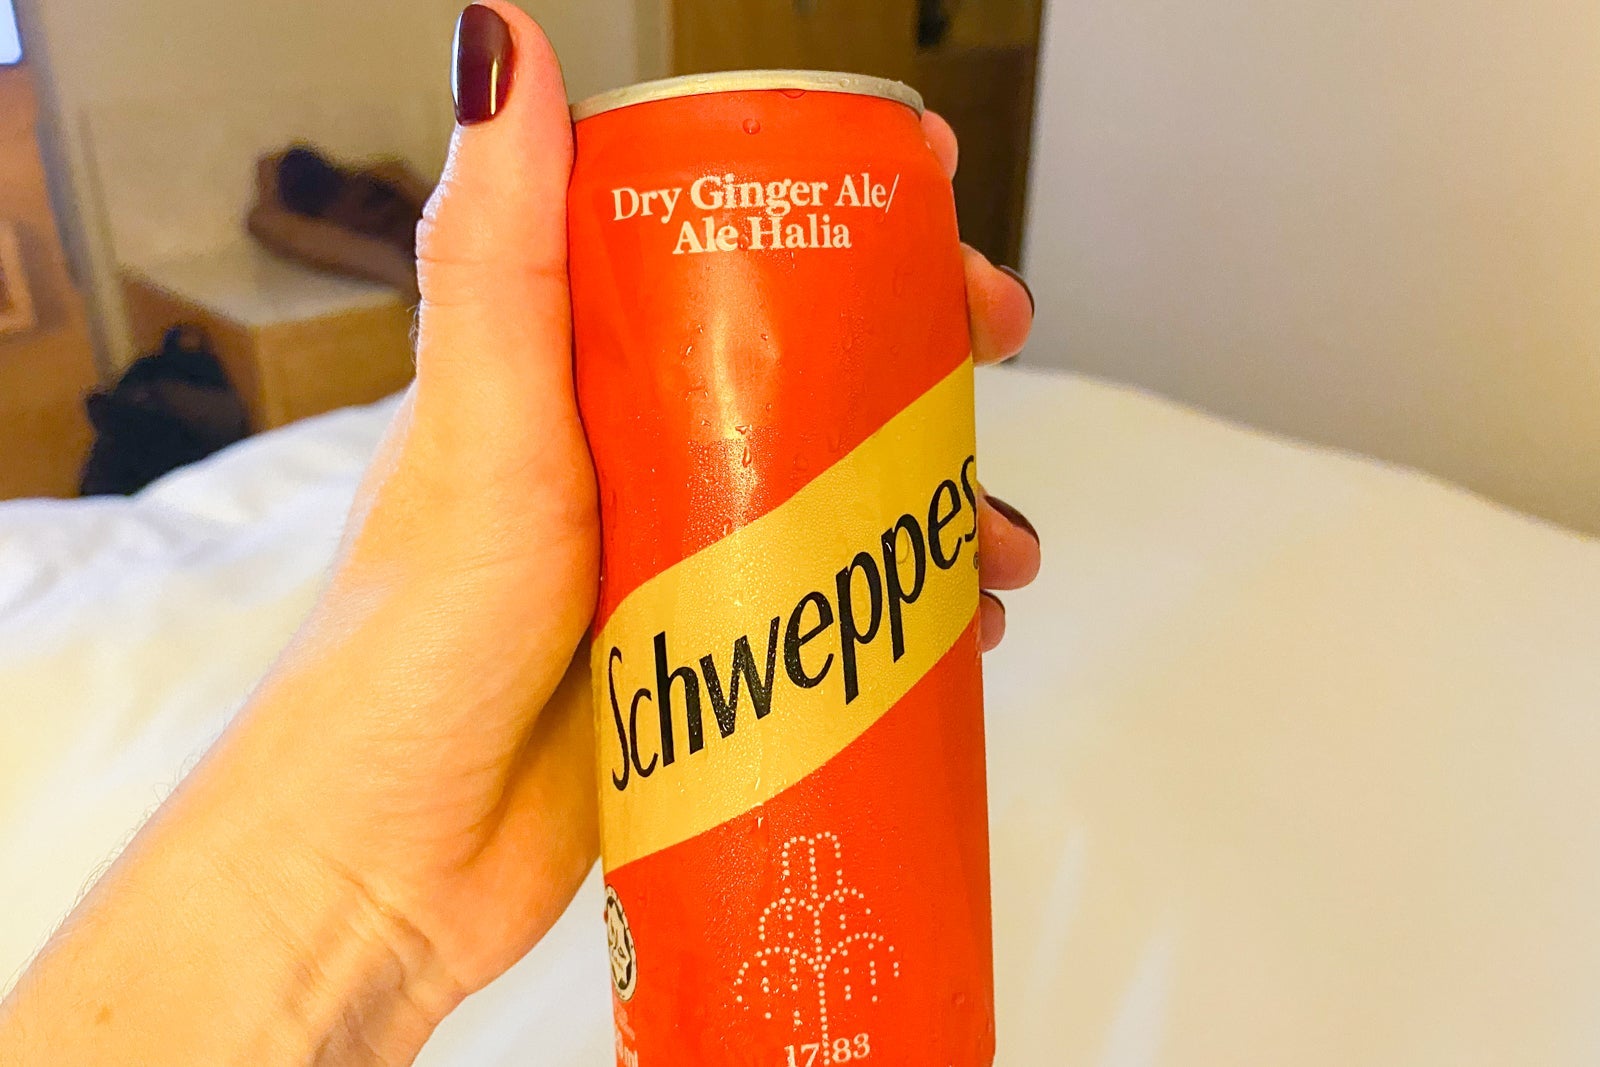 Dry Ginger Ale/
Ale Halia
Schweppes
1783